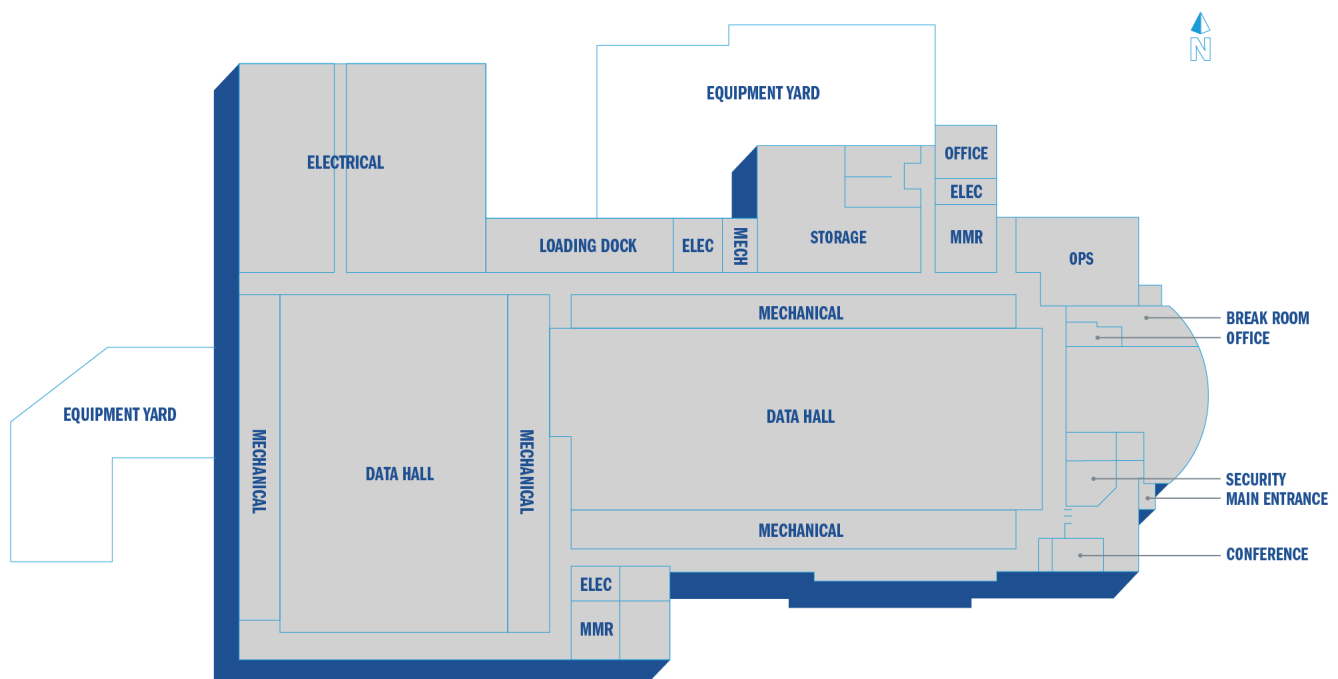 N
EQUIPMENT YARD
OFFICE
ELECTRICAL
ELEC
STORAGE
MMR
LOADING DOCK
ELEC
MECH
OPS
MECHANICAL
BREAK ROOM
OFFICE
EQUIPMENT YARD
DATA HALL
MECHANICAL
DATA HALL
MECHANICAL
SECURITY
MAIN ENTRANCE
MECHANICAL
CONFERENCE
ELEC
MMR